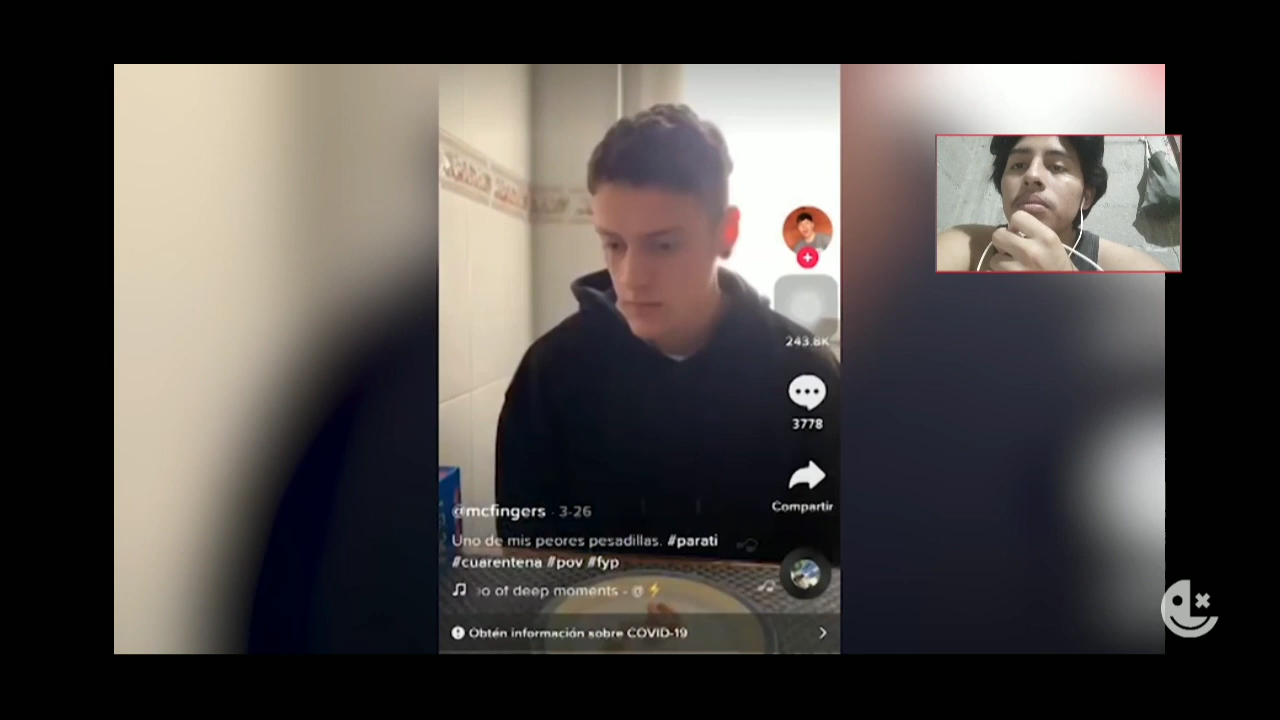 243.8K
3778
Compartir
@mcfingers · 3-26
Uno de mis peores pesadillas. #parati
#cuarentena #pov #fyp
o of deep moments - @⚡
Obtén información sobre COVID-19